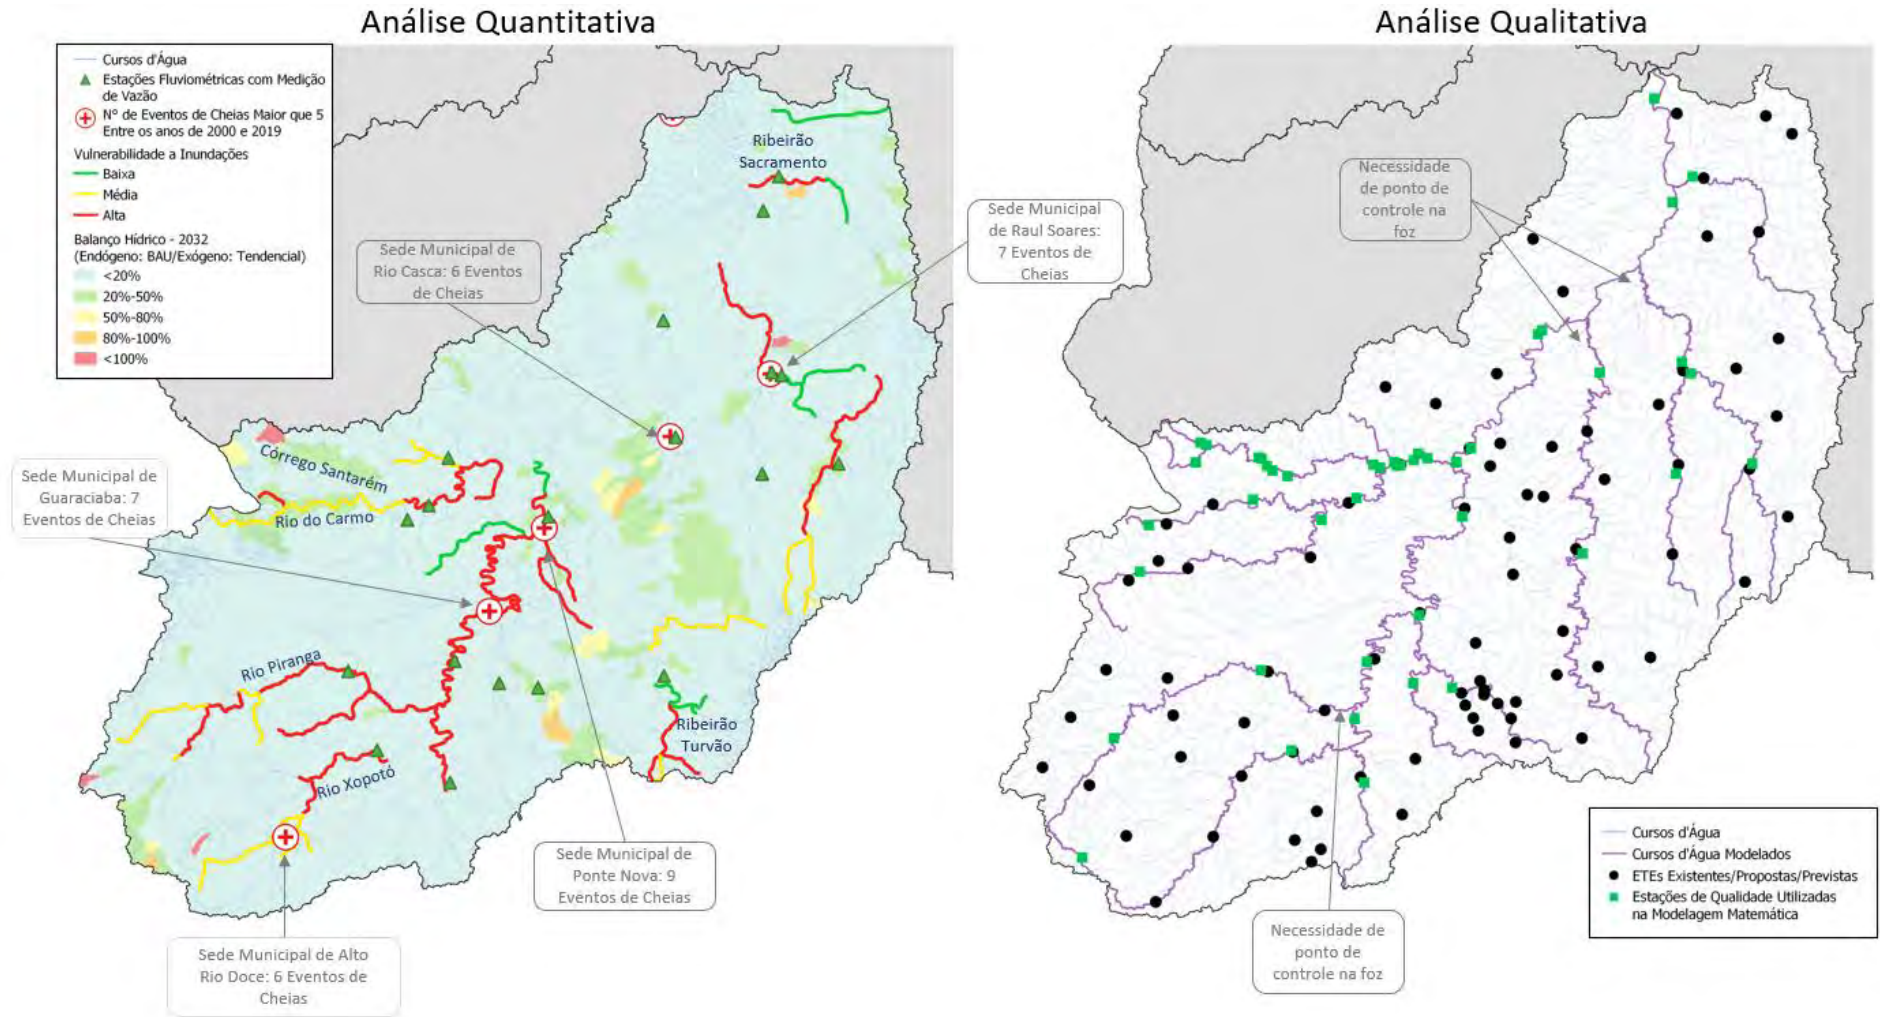 Análise Quantitativa
Cursos d'Água
Estações Fluviométricas com Medição
de Vazão
N° de Eventos de Cheias Maior que 5
Entre os anos de 2000 e 2019
Vulnerabilidade a Inundações
Baixa
Média
Alta
Balanço Hídrico - 2032
(Endógeno: BAU/Exógeno: Tendencial)
<20%
20%-50%
50%-80%
80%-100%
<100%
Ribeirão
Sacramento
Sede Municipal
de Raul Soares:
7 Eventos de
Cheias
Sede Municipal de
Rio Casca: 6 Eventos
de Cheias
Córrego Santarém
Rio do Carmo
Sede Municipal de
Guaraciaba: 7
Eventos de Cheias
Rio Piranga
Rio Xopotó
Ribeirão
Turvão
Sede Municipal de
Ponte Nova: 9
Eventos de Cheias
Sede Municipal de Alto
Rio Doce: 6 Eventos de
Cheias
Análise Qualitativa
Necessidade
de ponto de
controle na
foz
Necessidade de
ponto de
controle na foz
Cursos d'Água
Cursos d'Água Modelados
ETEs Existentes/Propostas/Previstas
Estações de Qualidade Utilizadas
na Modelagem Matemática